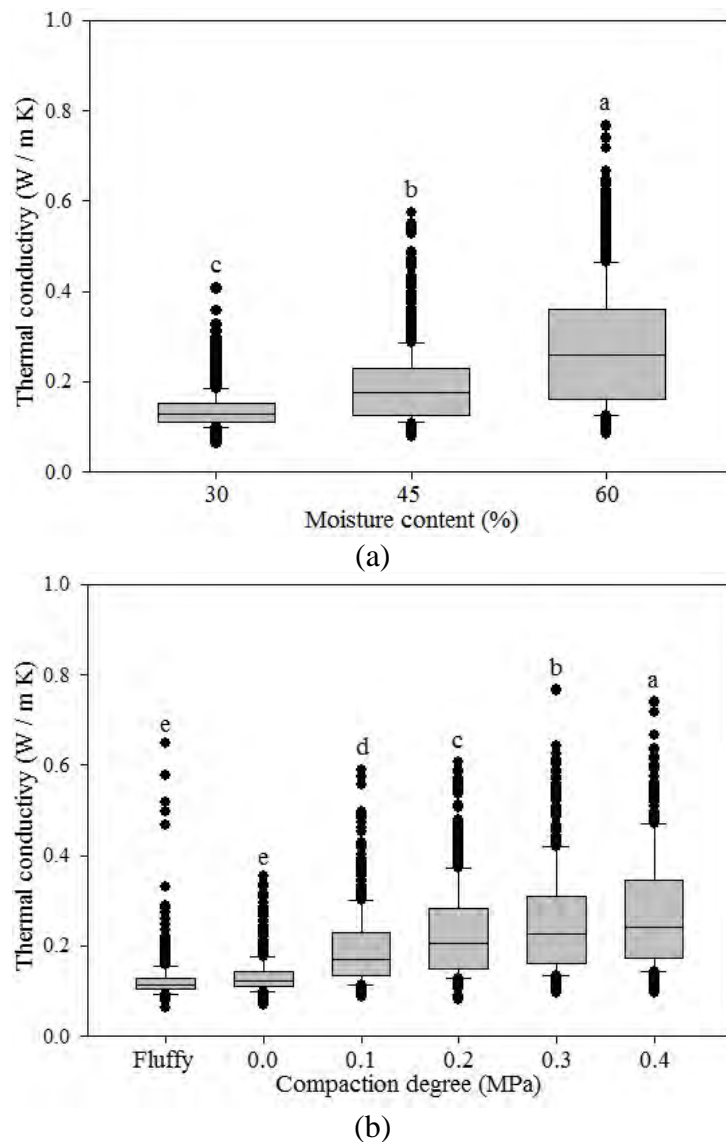 1.0
0.8
0.6
0.4
0.2
0.0
Thermal conductivy (W / m K)
c
b
a
30 45 60
Moisture content (%)
(a)
1.0
0.8
0.6
0.4
0.2
0.0
Thermal conductivy (W / m K)
e
e
d
c
b
a
Fluffy 0.0 0.1 0.2 0.3 0.4
Compaction degree (MPa)
(b)